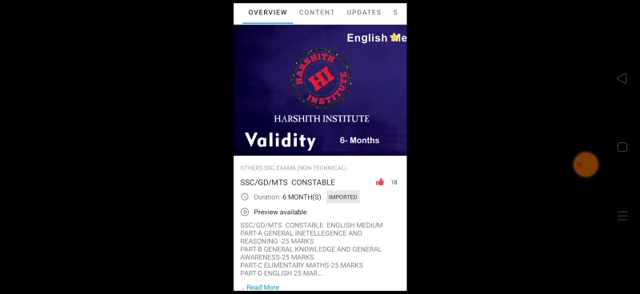 OVERVIEW CONTENT UPDATES S.
English Me
HARSHITH
HI
INSTITUTE
HARSHITH INSTITUTE
Validity 6- Months
OTHERS SSC EXAMS (NON TECHNICAL)
SSC/GD/MTS CONSTABLE 18
Duration: 6 MONTH(S) IMPORTED
Preview available
SSC/GD/MTS CONSTABLE ENGLISH MEDIUM
PART-A GENERAL INETELLEGENCE AND
REASONING -25 MARKS
PART-B GENERAL KNOWLEDGE AND GENERAL
AWARENESS-25 MARKS
PART-C ELIMENTARY MATHS-25 MARKS
PART-D ENGLISH 25 MAR...
... Read More